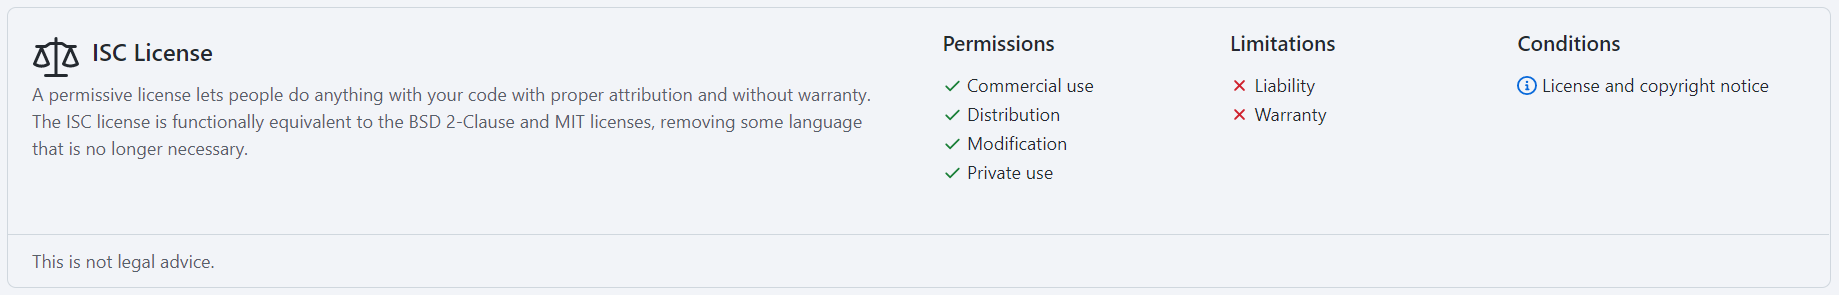 ISC License
A permissive license lets people do anything with your code with proper attribution and without warranty.
The ISC license is functionally equivalent to the BSD 2-Clause and MIT licenses, removing some language
that is no longer necessary.
Permissions
Commercial use
Distribution
Modification
Private use
Limitations
Liability
Warranty
Conditions
License and copyright notice
This is not legal advice.